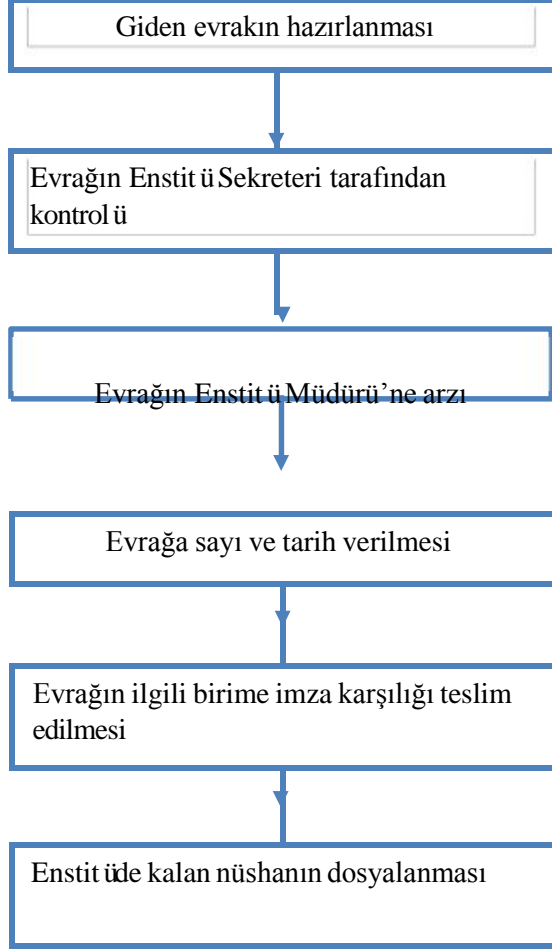 Giden evrakın hazırlanması
Evrağın Enstitü Sekreteri tarafından
kontrolü
Evrağın Enstitü Müdürü’ne arzı
Evrağa sayı ve tarih verilmesi
Evrağın ilgili birime imza karşılığı teslim
edilmesi
Enstitüde kalan nüshanın dosyalanması